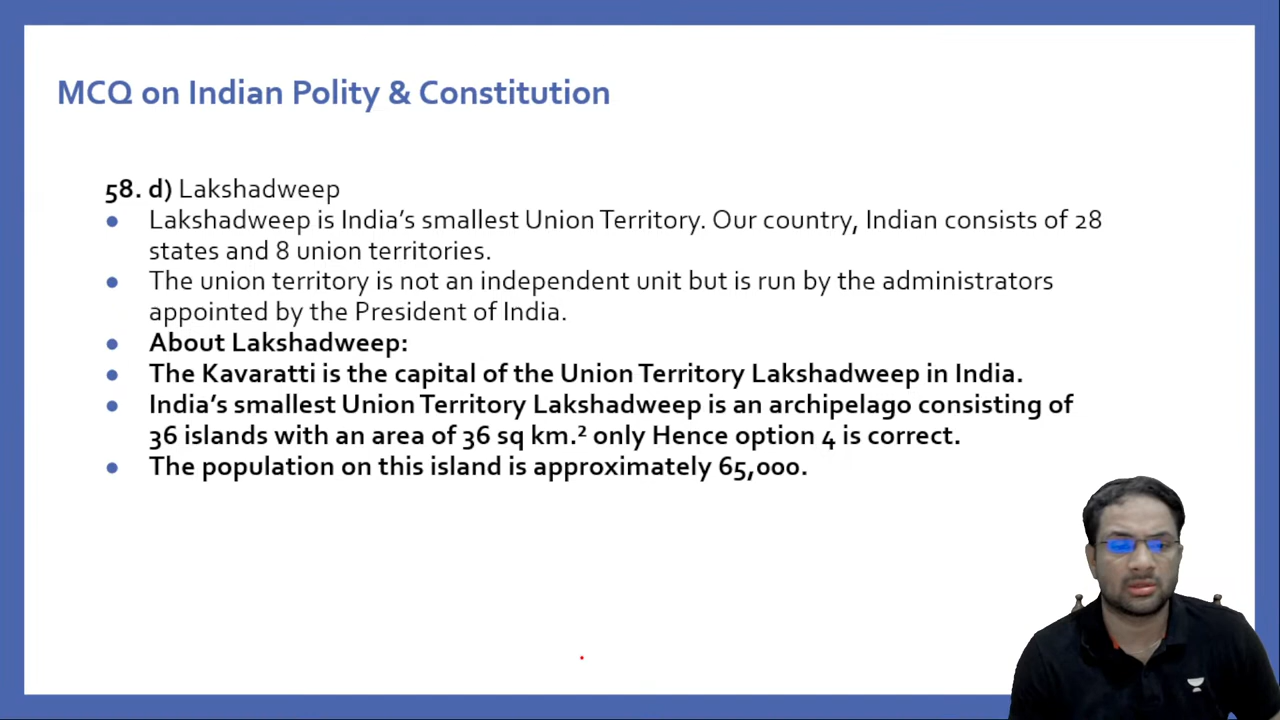 MCQ on Indian Polity & Constitution
58. d) Lakshadweep
● Lakshadweep is India’s smallest Union Territory. Our country, Indian consists of 28
states and 8 union territories.
● The union territory is not an independent unit but is run by the administrators
appointed by the President of India.
● About Lakshadweep:
● The Kavaratti is the capital of the Union Territory Lakshadweep in India.
● India’s smallest Union Territory Lakshadweep is an archipelago consisting of
36 islands with an area of 36 sq km.² only Hence option 4 is correct.
● The population on this island is approximately 65,000.